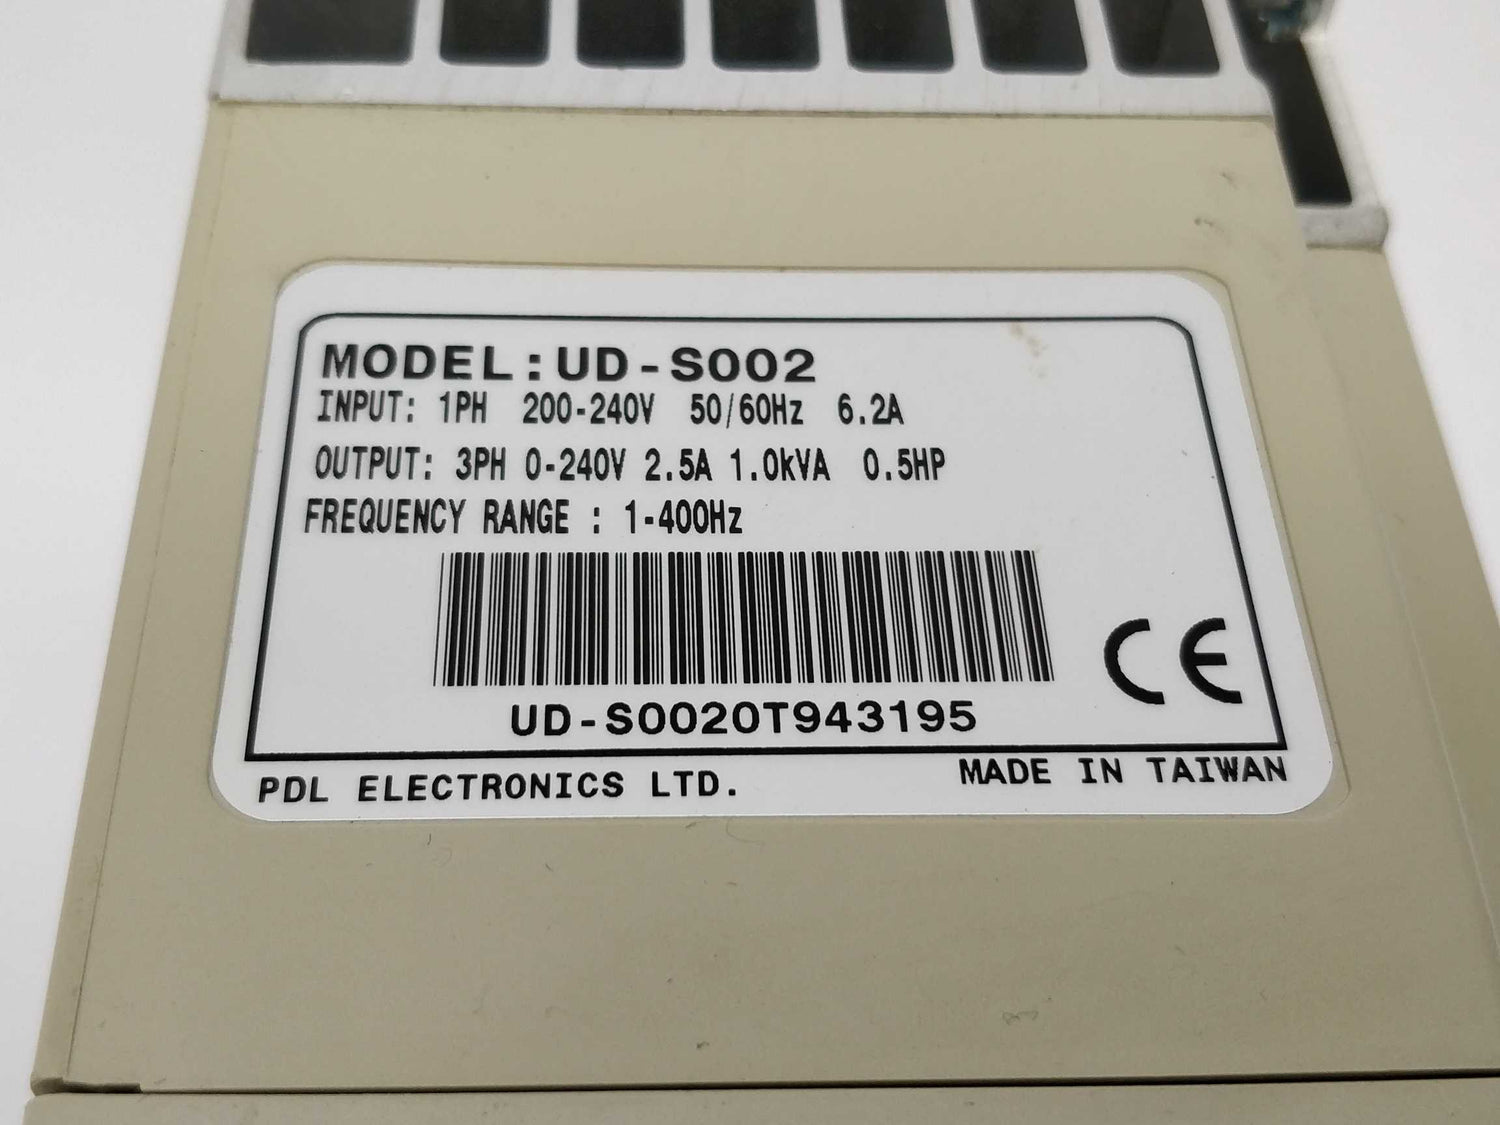 MODEL: UD-S002
INPUT: 1PH 200-240V 50/60Hz 6.2A
OUTPUT: 3PH 0-240V 2.5A 1.0kVA 0.5HP
FREQUENCY RANGE : 1-400Hz
CE
UD-S0020T943195
PDL ELECTRONICS LTD. MADE IN TAIWAN